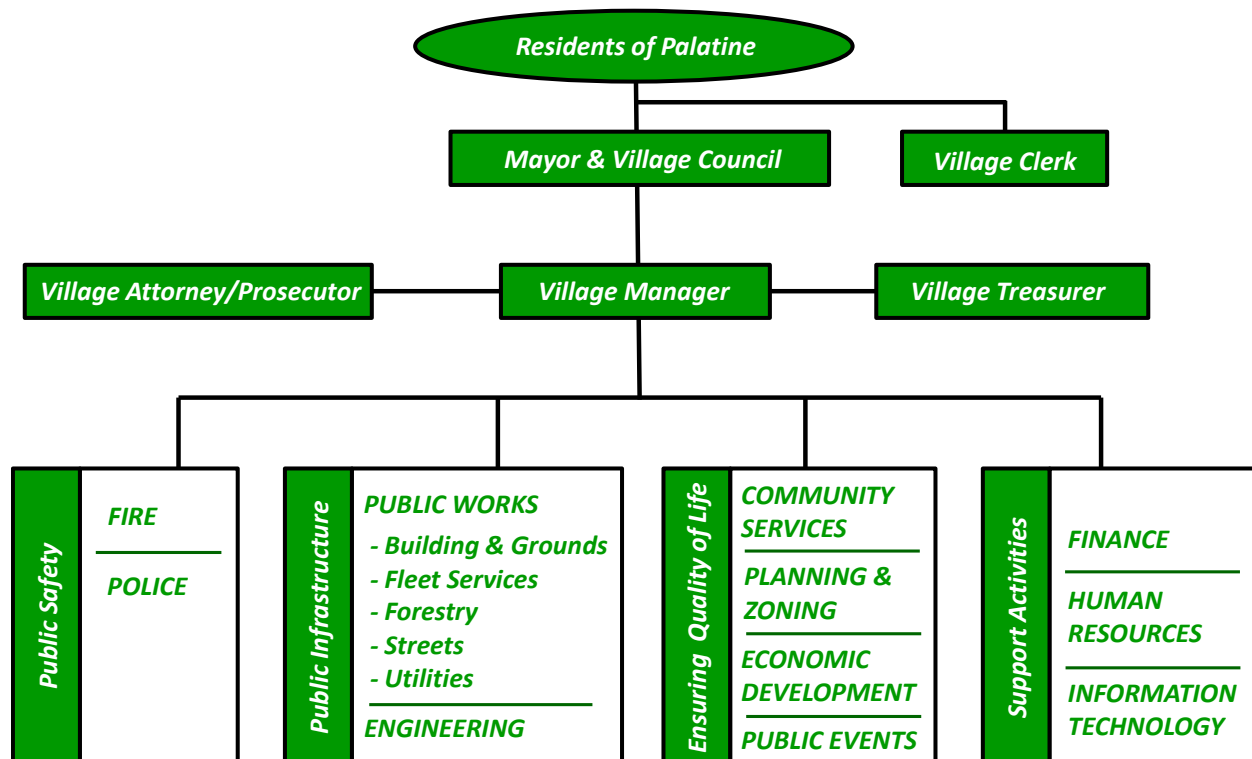 Residents of Palatine
Mayor & Village Council
Village Clerk
Village Attorney/Prosecutor
Village Manager
Village Treasurer
Public Safety
FIRE
POLICE
Public Infrastructure
PUBLIC WORKS
- Building & Grounds
- Fleet Services
- Forestry
- Streets
- Utilities
ENGINEERING
Ensuring Quality of Life
COMMUNITY
SERVICES
PLANNING &
ZONING
ECONOMIC
DEVELOPMENT
PUBLIC EVENTS
Support Activities
FINANCE
HUMAN
RESOURCES
INFORMATION
TECHNOLOGY